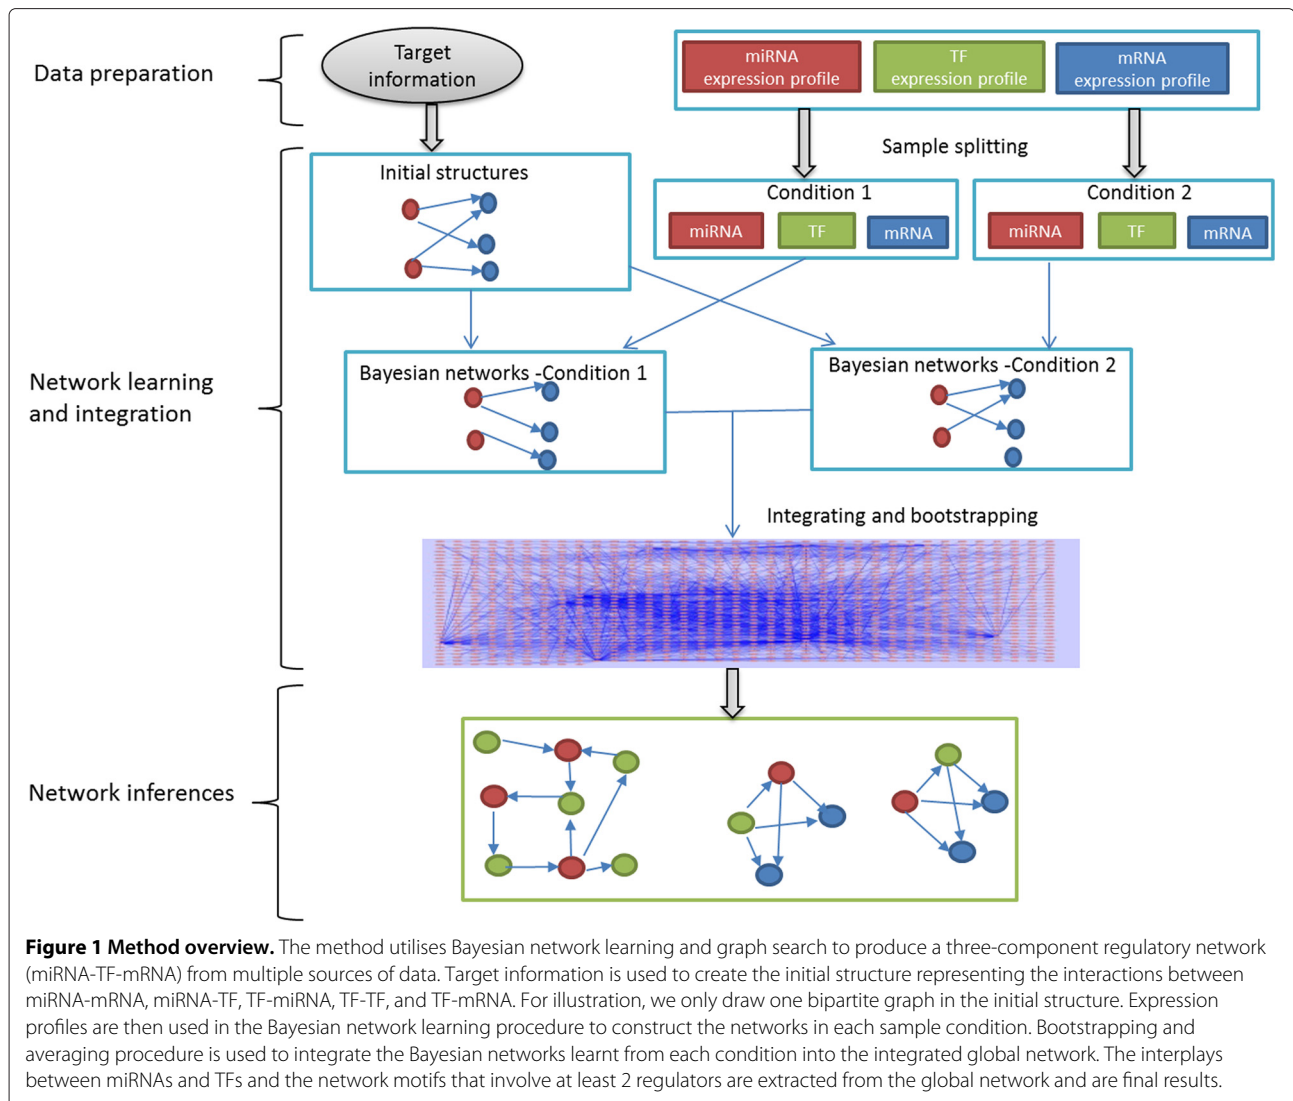 Data preparation
Target
information
miRNA
expression profile
TF
expression profile
mRNA
expression profile
Sample splitting
Initial structures
Condition 1
miRNA
TF
mRNA
Condition 2
miRNA
TF
mRNA
Network learning
and integration
Bayesian networks -Condition 1
Bayesian networks -Condition 2
Integrating and bootstrapping
Network inferences
Figure 1 Method overview. The method utilises Bayesian network learning and graph search to produce a three-component regulatory network
(miRNA-TF-mRNA) from multiple sources of data. Target information is used to create the initial structure representing the interactions between
miRNA-mRNA, miRNA-TF, TF-miRNA, TF-TF, and TF-mRNA. For illustration, we only draw one bipartite graph in the initial structure. Expression
profiles are then used in the Bayesian network learning procedure to construct the networks in each sample condition. Bootstrapping and
averaging procedure is used to integrate the Bayesian networks learnt from each condition into the integrated global network. The interplays
between miRNAs and TFs and the network motifs that involve at least 2 regulators are extracted from the global network and are final results.